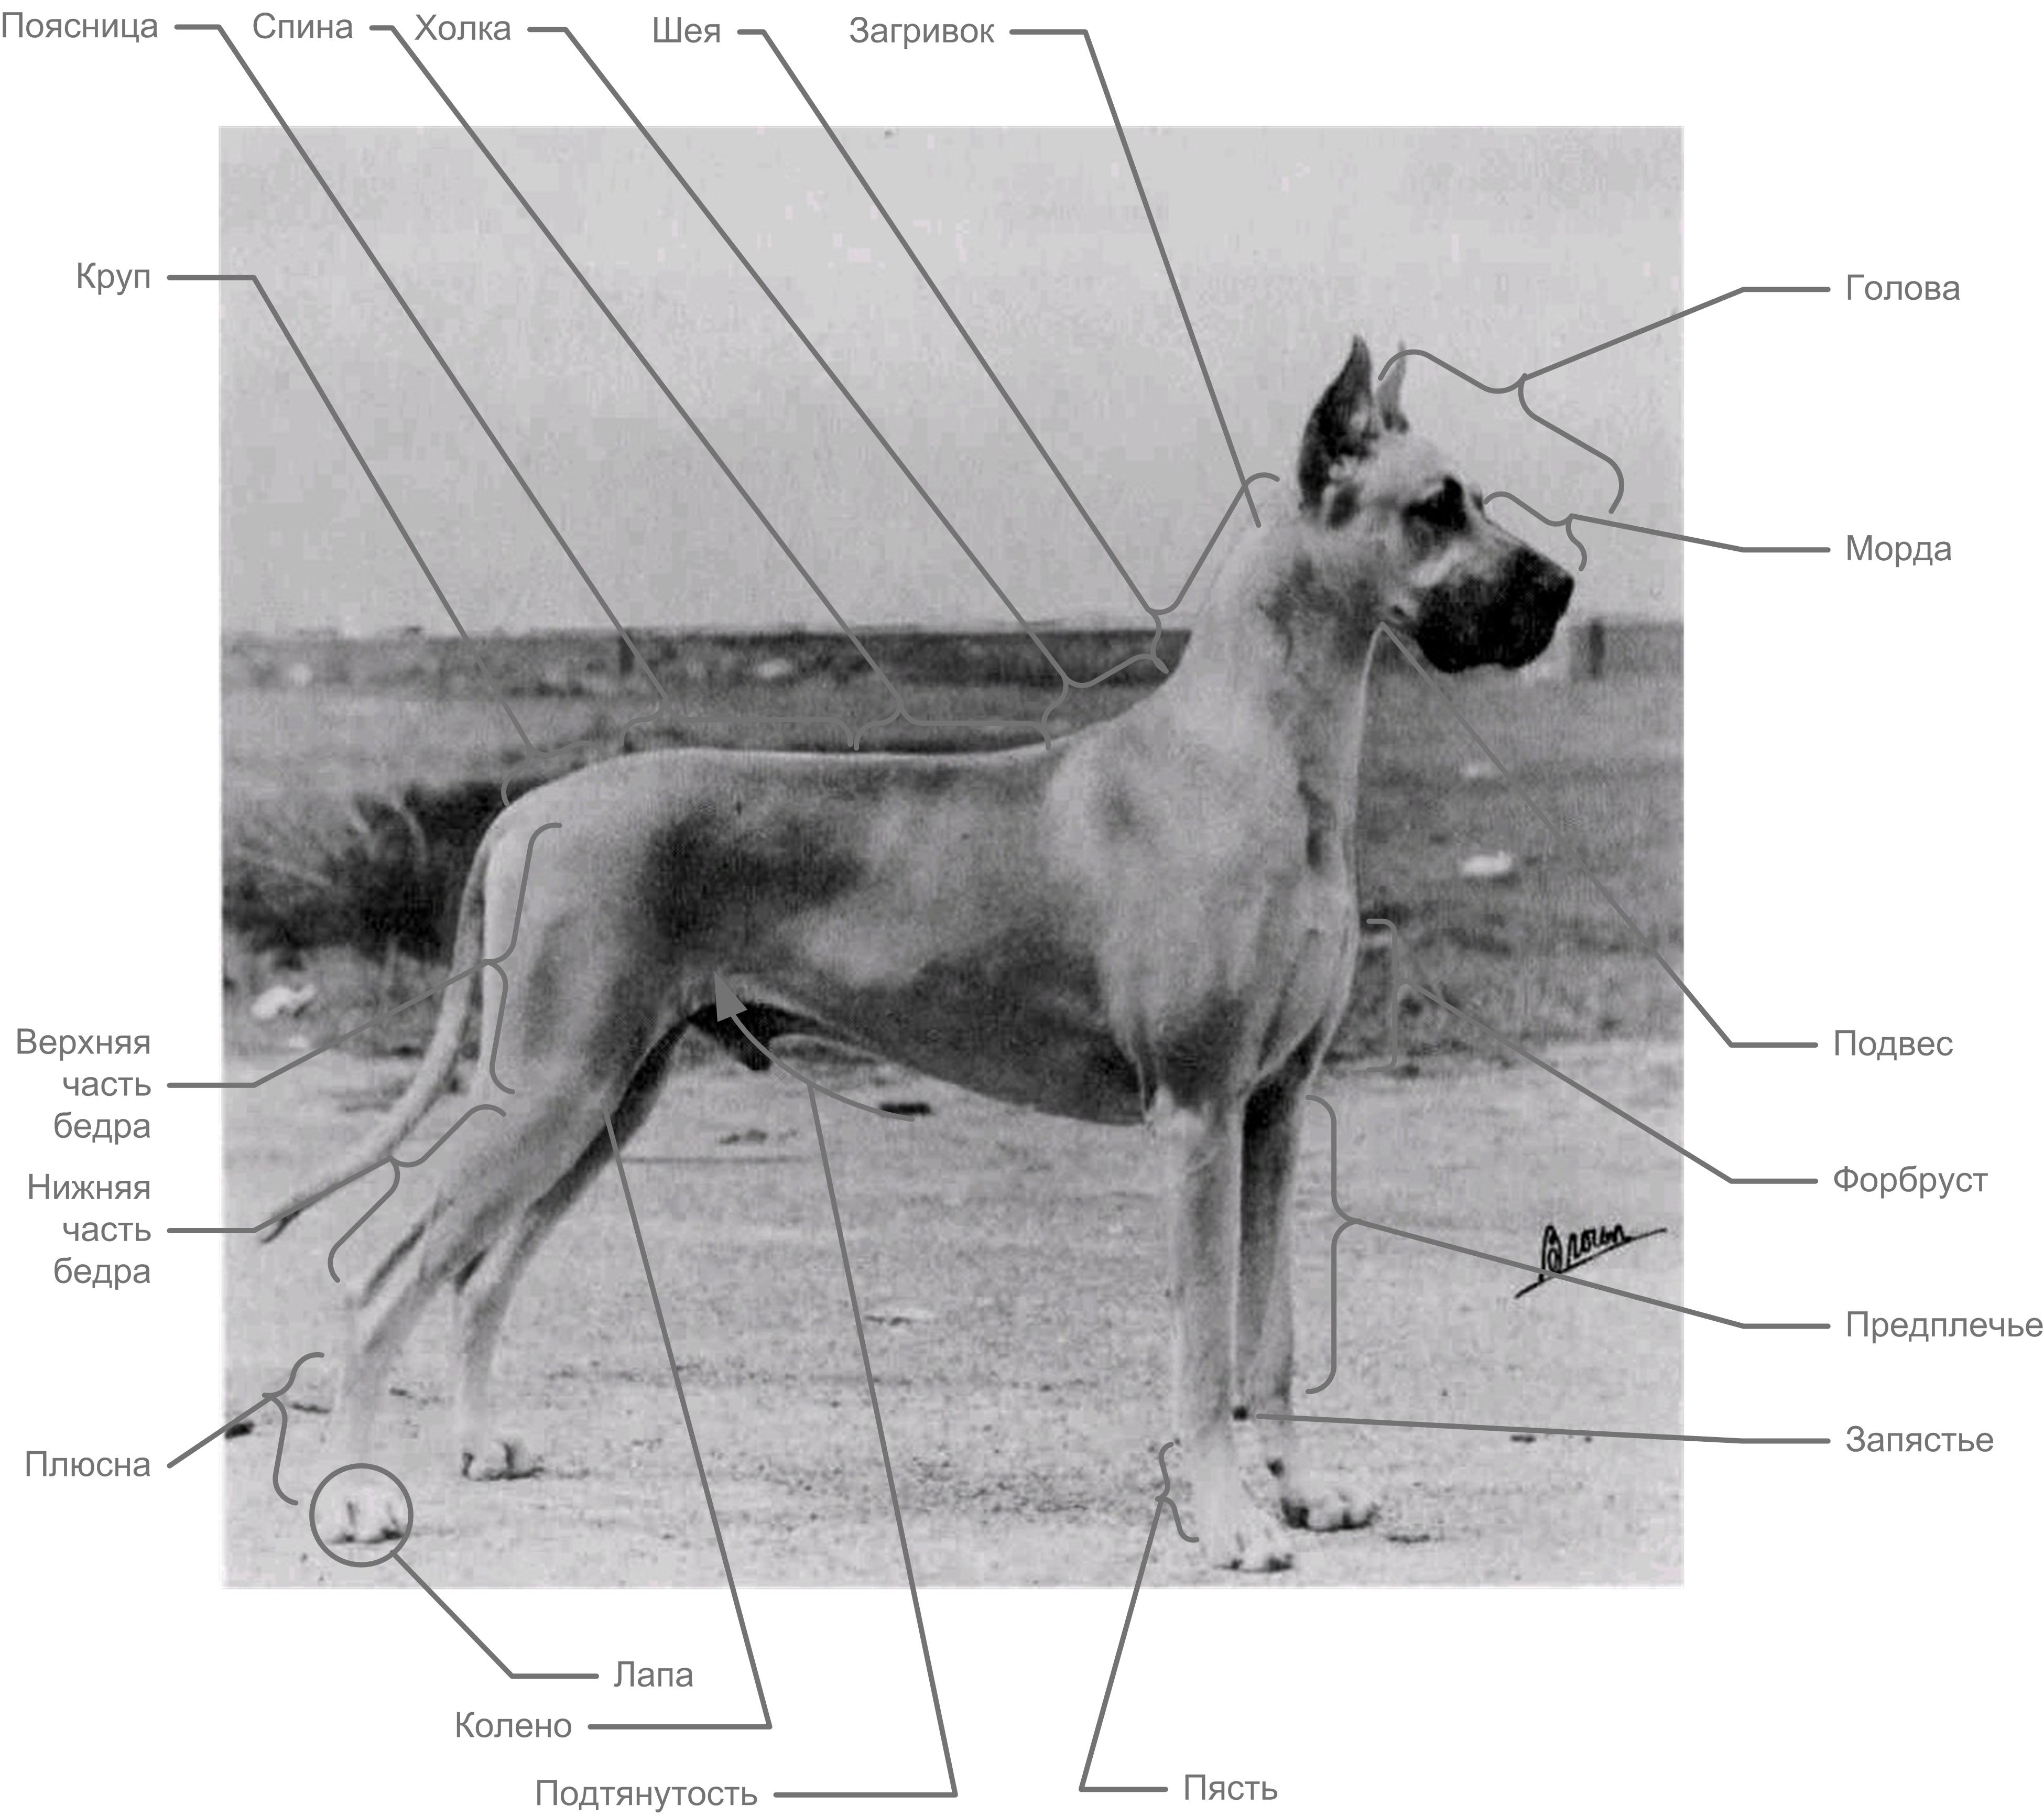 Поясница
Спина
Холка
Шея
Загривок
Круп
Голова
Морда
Верхняя
часть
бедра
Подвес
Нижняя
часть
бедра
Форбруст
Brown
Предплечье
Запястье
Плюсна
Лапа
Колено
Подтянутость
Пясть